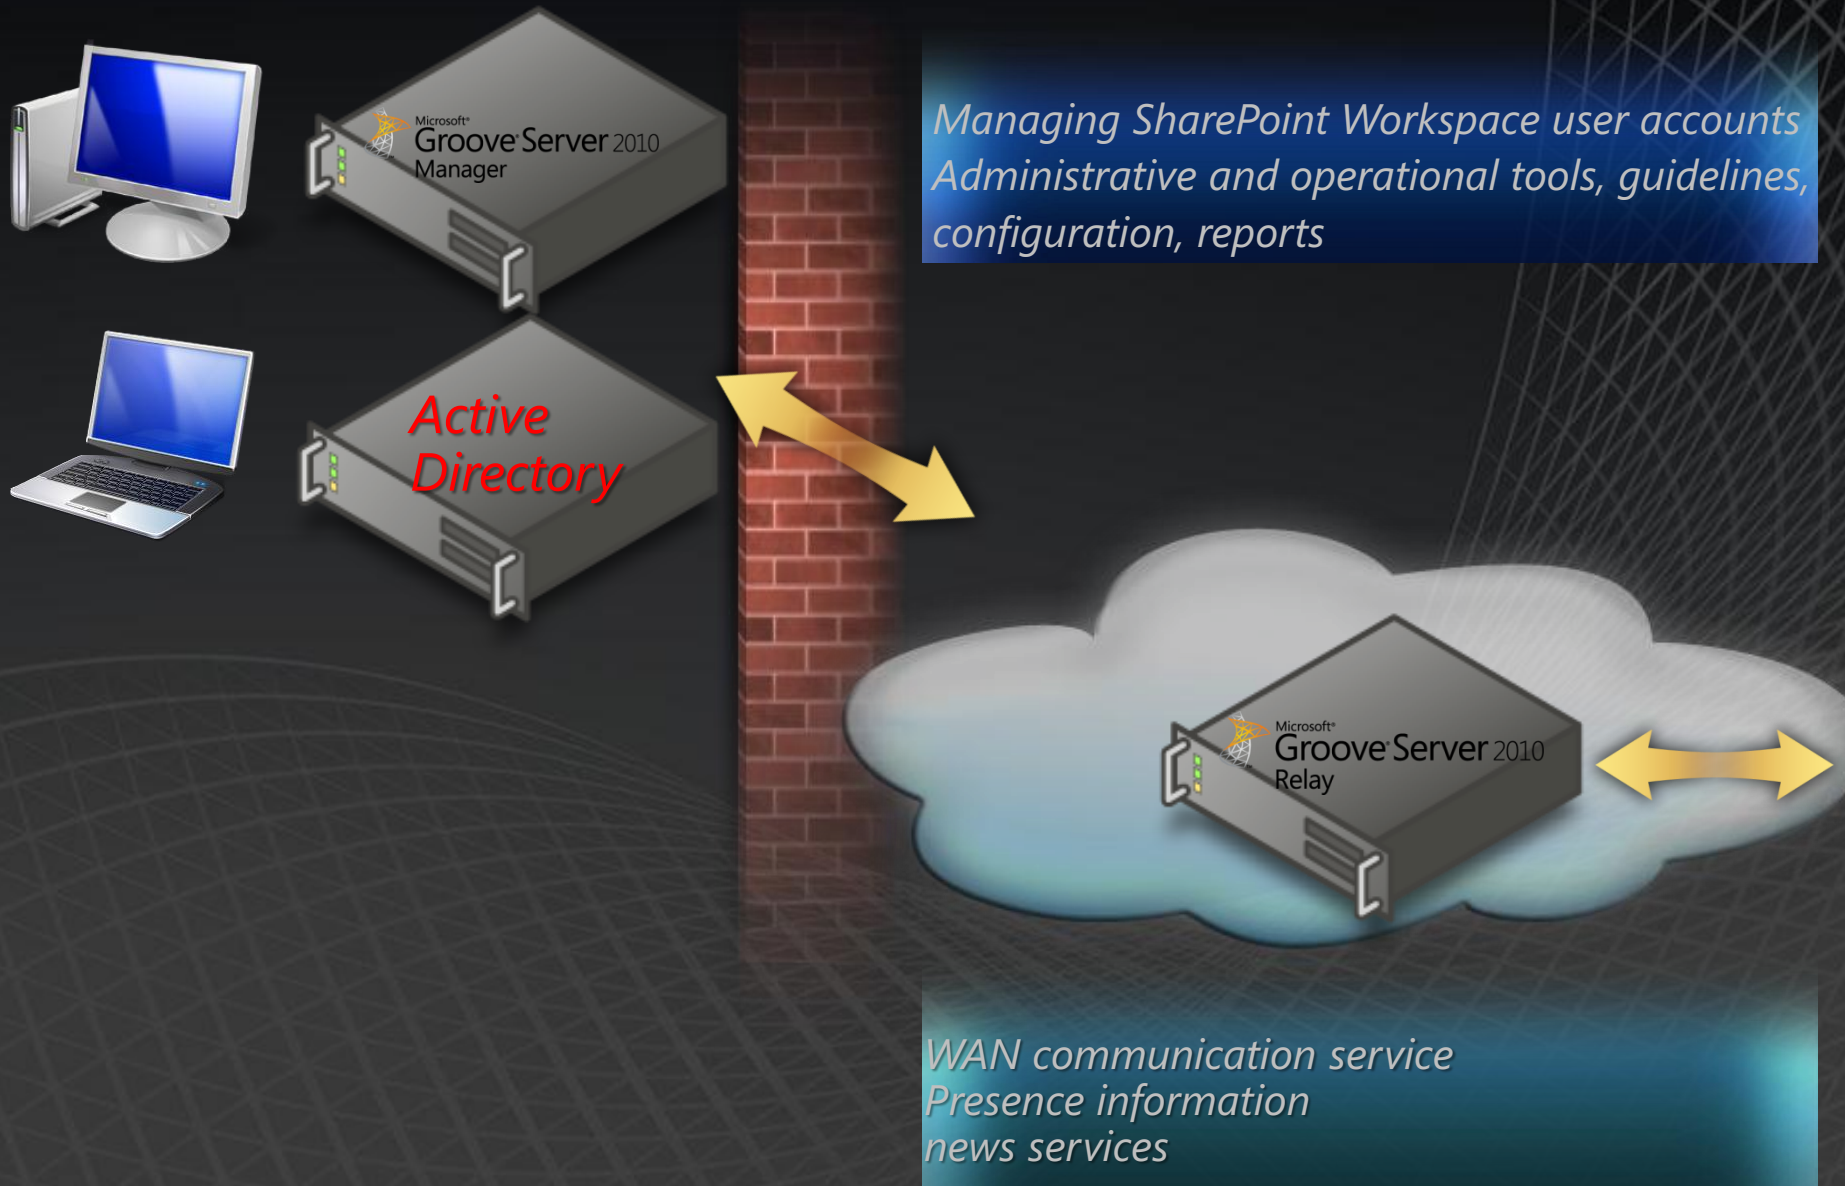 Microsoft®
Groove® Server 2010
Manager
Managing SharePoint Workspace user accounts
Administrative and operational tools, guidelines,
configuration, reports
Active
Directory
Microsoft®
Groove® Server 2010
Relay
WAN communication service
Presence information
news services